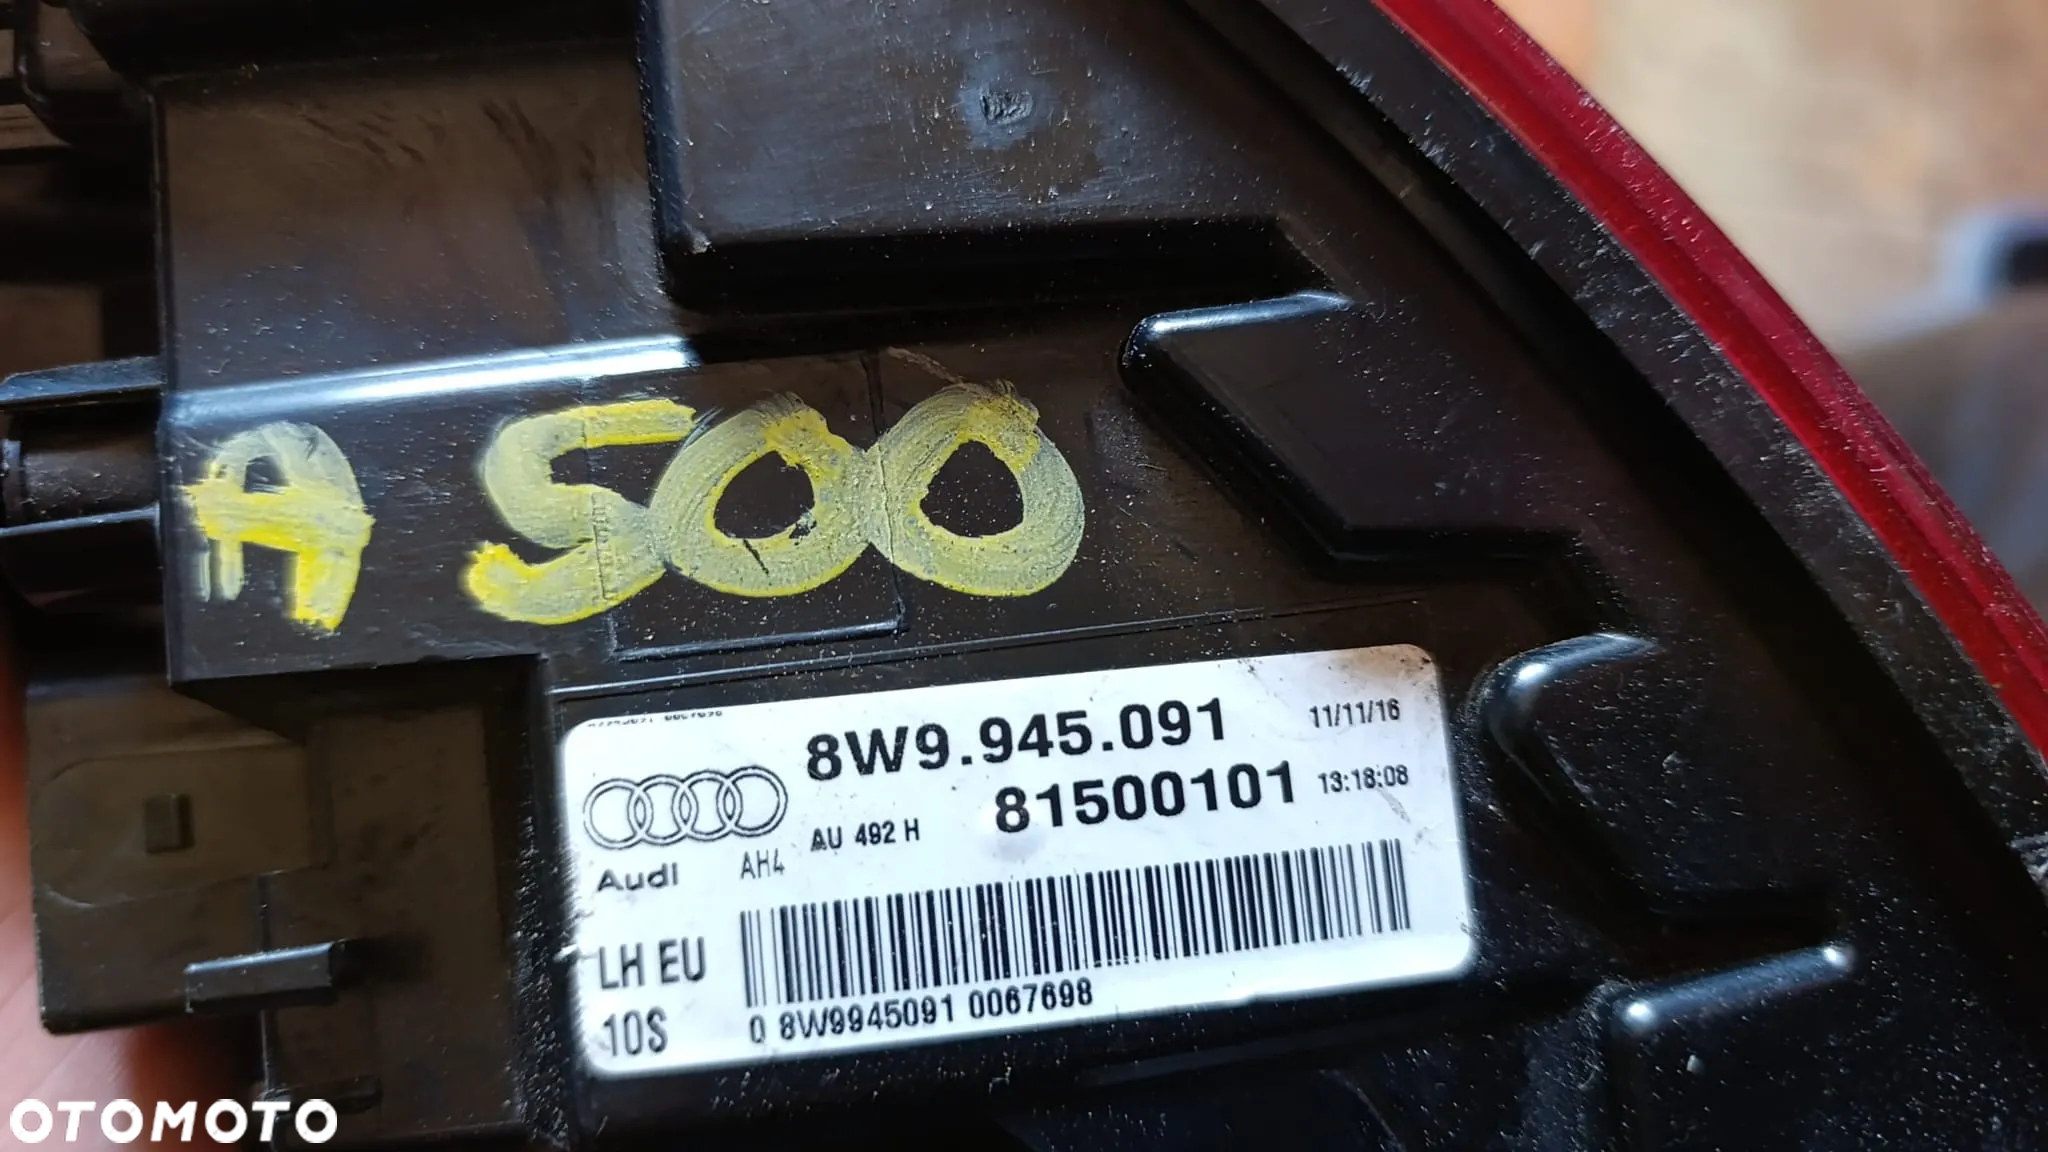 A 500
8W9.945.091 11/11/16
81500101 13:18:08
AU 492 H
Audi AH4
LH EU
10S
0 8W9945091 0067698
OTOMOTO